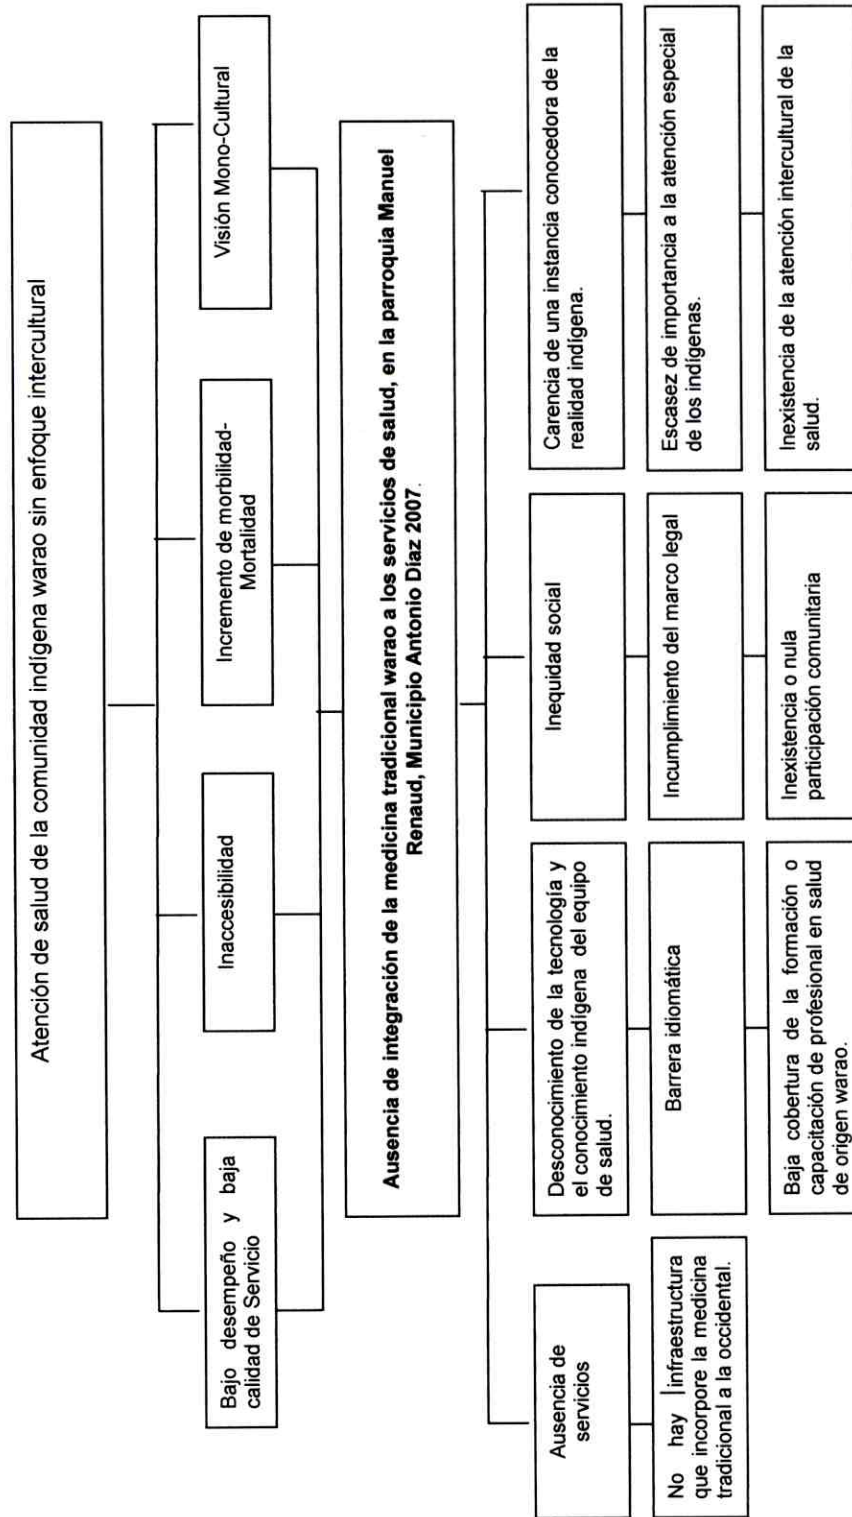 Atención de salud de la comunidad indígena warao sin enfoque intercultural
Bajo desempeño y baja
calidad de Servicio
Inaccesibilidad
Incremento de morbilidad-
Mortalidad
Visión Mono-Cultural
Ausencia de integración de la medicina tradicional warao a los servicios de salud, en la parroquia Manuel
Renaud, Municipio Antonio Díaz 2007.
Ausencia de
servicios
No hay infraestructura
que incorpore la medicina
tradicional a la occidental.
Desconocimiento de la tecnología y
el conocimiento indígena del equipo
de salud.
Barrera idiomática
Baja cobertura de la formación o
capacitación de profesional en salud
de origen warao.
Inequidad social
Incumplimiento del marco legal
Inexistencia o nula
participación comunitaria
Carencia de una instancia conocedora de la
realidad indígena.
Escasez de importancia a la atención especial
de los indígenas.
Inexistencia de la atención intercultural de la
salud.